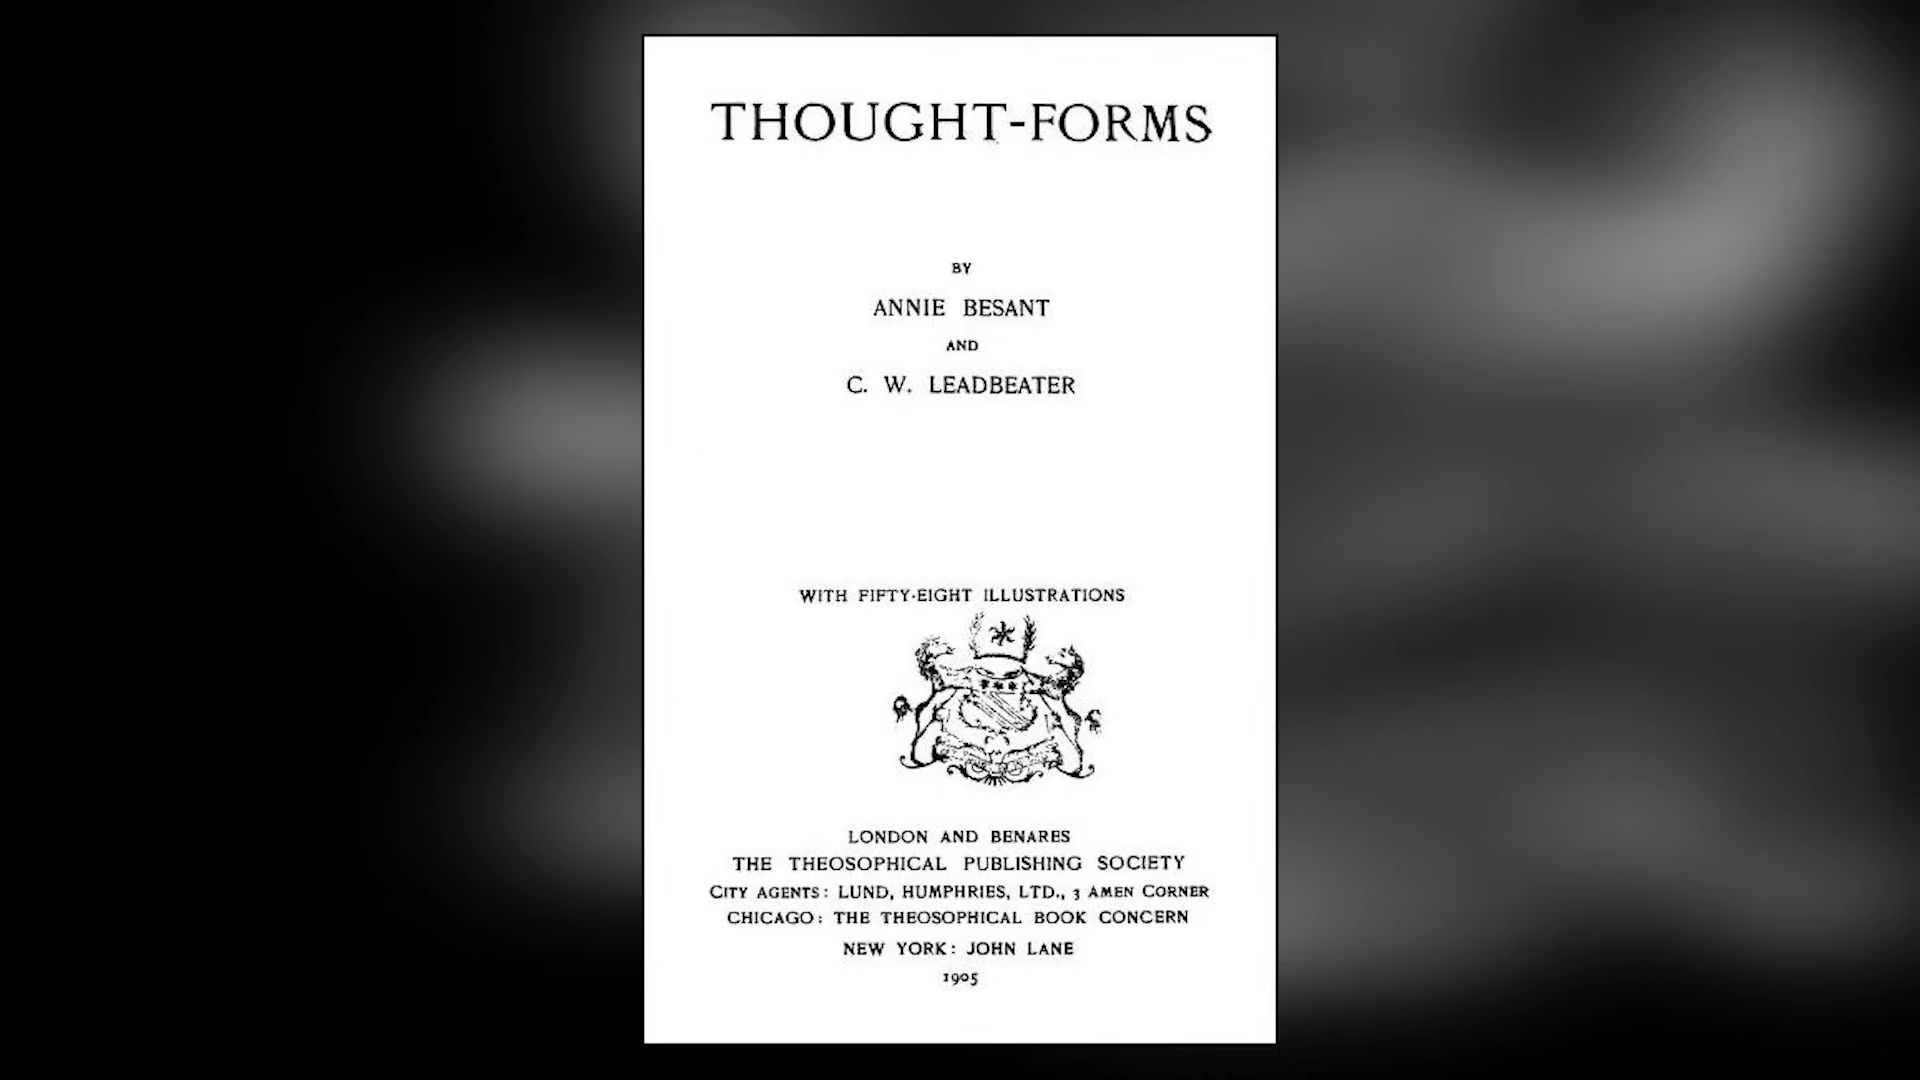 THOUGHT-FORMS
BY
ANNIE BESANT
AND
C. W. LEADBEATER
WITH FIFTY-EIGHT ILLUSTRATIONS
LONDON AND BENARES
THE THEOSOPHICAL PUBLISHING SOCIETY
CITY AGENTS: LUND, HUMPHRIES, LTD., 3 AMEN CORNER
CHICAGO: THE THEOSOPHICAL BOOK CONCERN
NEW YORK: JOHN LANE
1905